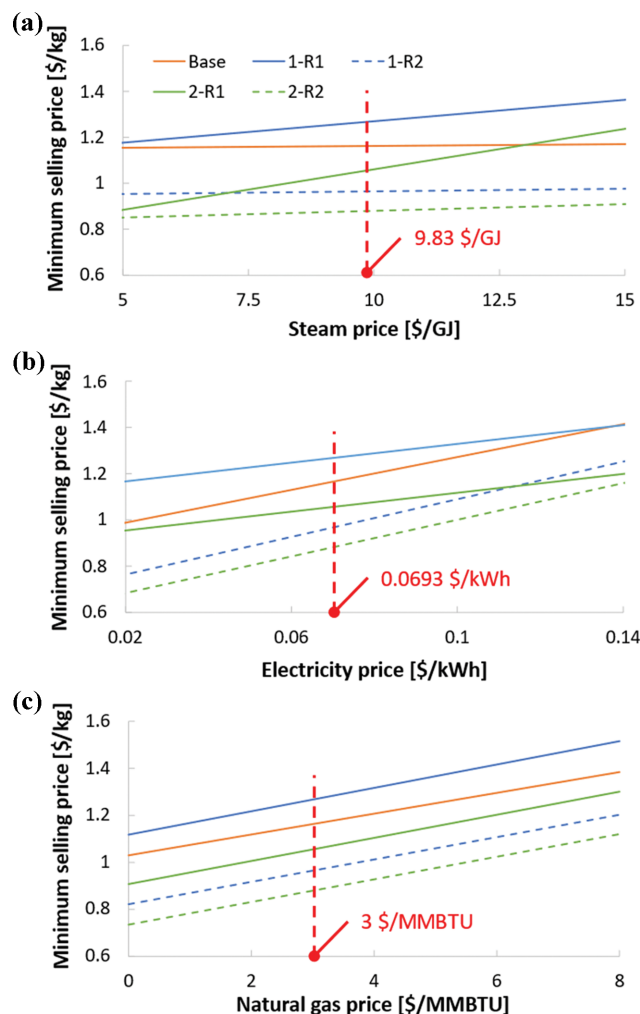 (a)
Minimum selling price [$/kg]
1.6
1.4
1.2
1
0.8
0.6
Base 1-R1 1-R2
2-R1 2-R2
9.83 $/GJ
5 7.5 10 12.5 15
Steam price [$/GJ]
(b)
Minimum selling price [$/kg]
1.6
1.4
1.2
1
0.8
0.6
0.0693 $/kWh
0.02 0.06 0.1 0.14
Electricity price [$/kWh]
(c)
Minimum selling price [$/kg]
1.6
1.4
1.2
1
0.8
0.6
3 $/MMBTU
0 2 4 6 8
Natural gas price [$/MMBTU]